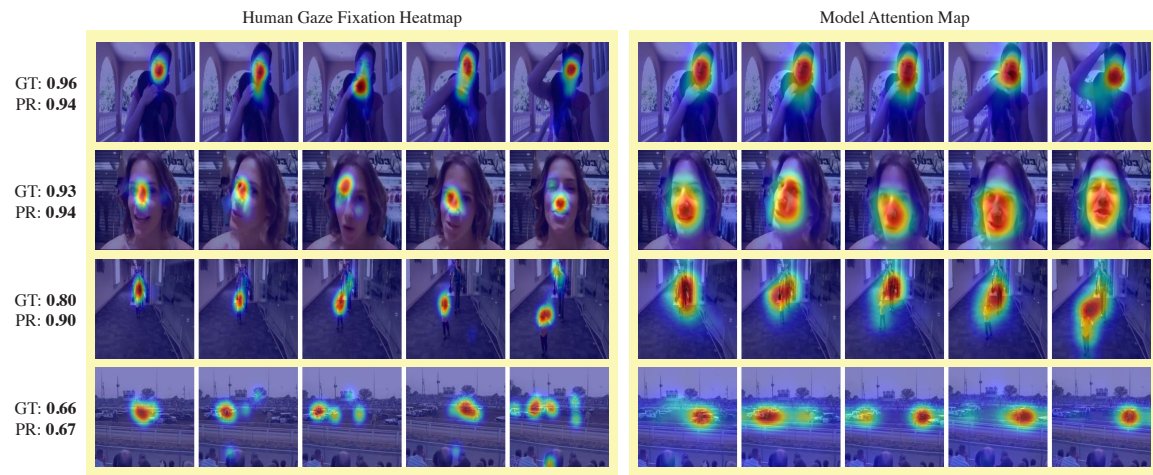 Human Gaze Fixation Heatmap
Model Attention Map
GT: 0.96
PR: 0.94
GT: 0.93
PR: 0.94
GT: 0.80
PR: 0.90
GT: 0.66
PR: 0.67